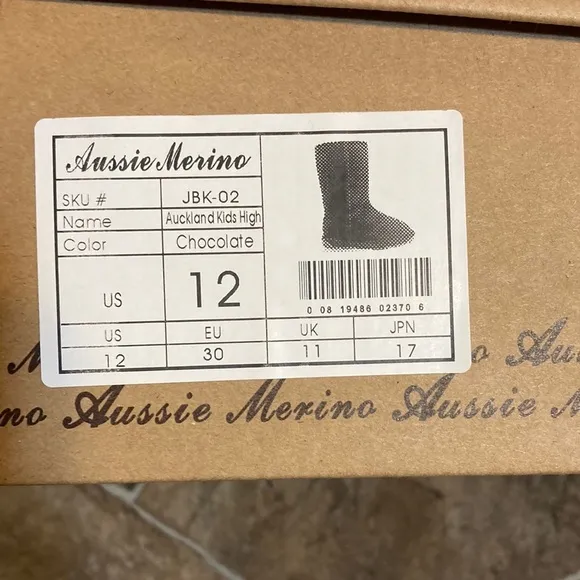 Aussie Merino
SKU # JBK-02
Name Auckland Kids High
Color Chocolate
US 12
0 08 19486 02370 6
US EU UK JPN
12 30 11 17
Aussie Merino Aussie